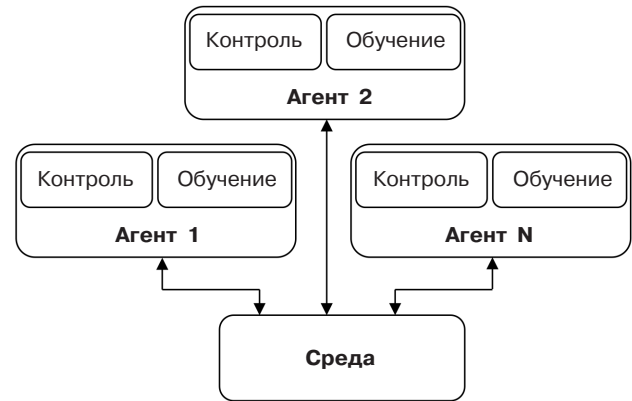 Контроль Обучение
Агент 2
Контроль Обучение
Агент 1
Контроль Обучение
Агент N
Среда